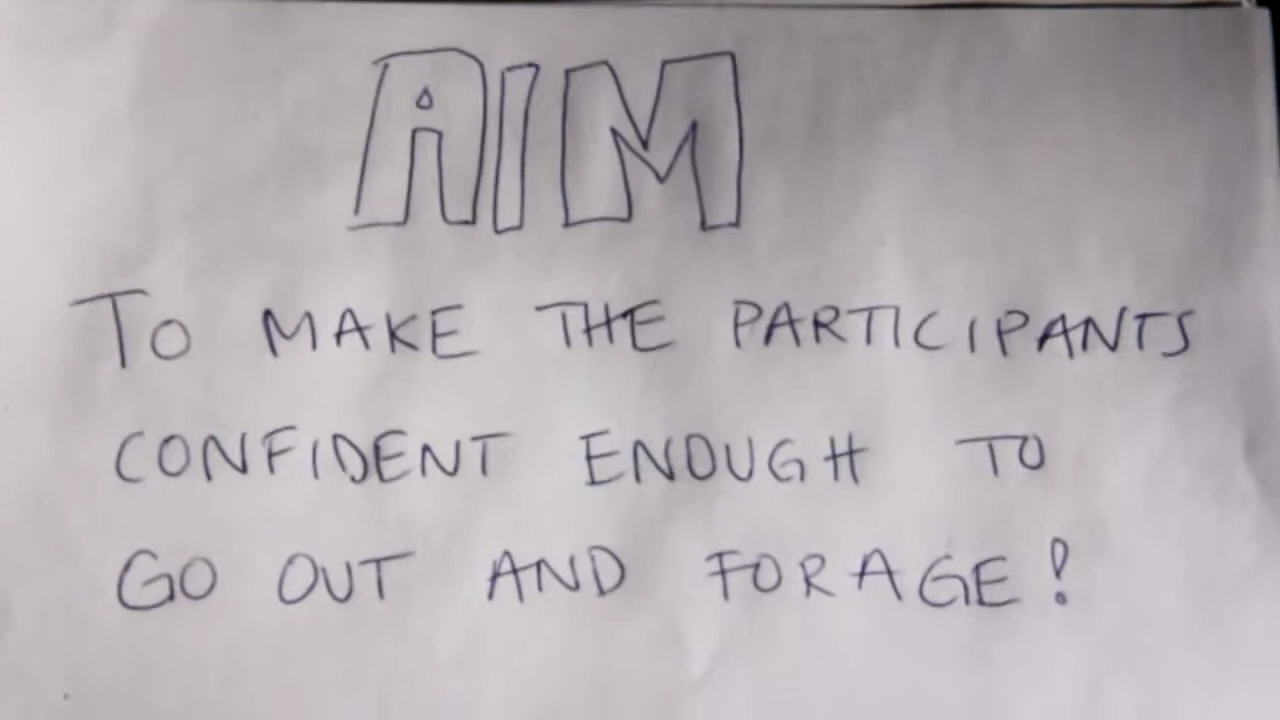 AIM
TO MAKE THE PARTICIPANTS
CONFIDENT ENOUGH TO
GO OUT AND FORAGE!